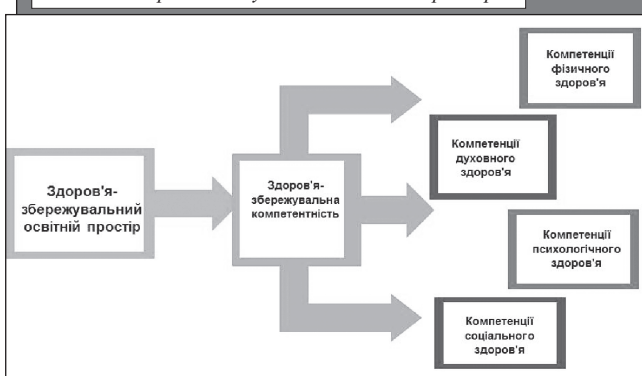 Компетенції
фізичного
здоров'я
Компетенції
духовного
здоров'я
Здоров'я-
збережувальний
освітній простір
Здоров'я-
збережувальна
компетентність
Компетенції
психологічного
здоров'я
Компетенції
соціального
здоров'я